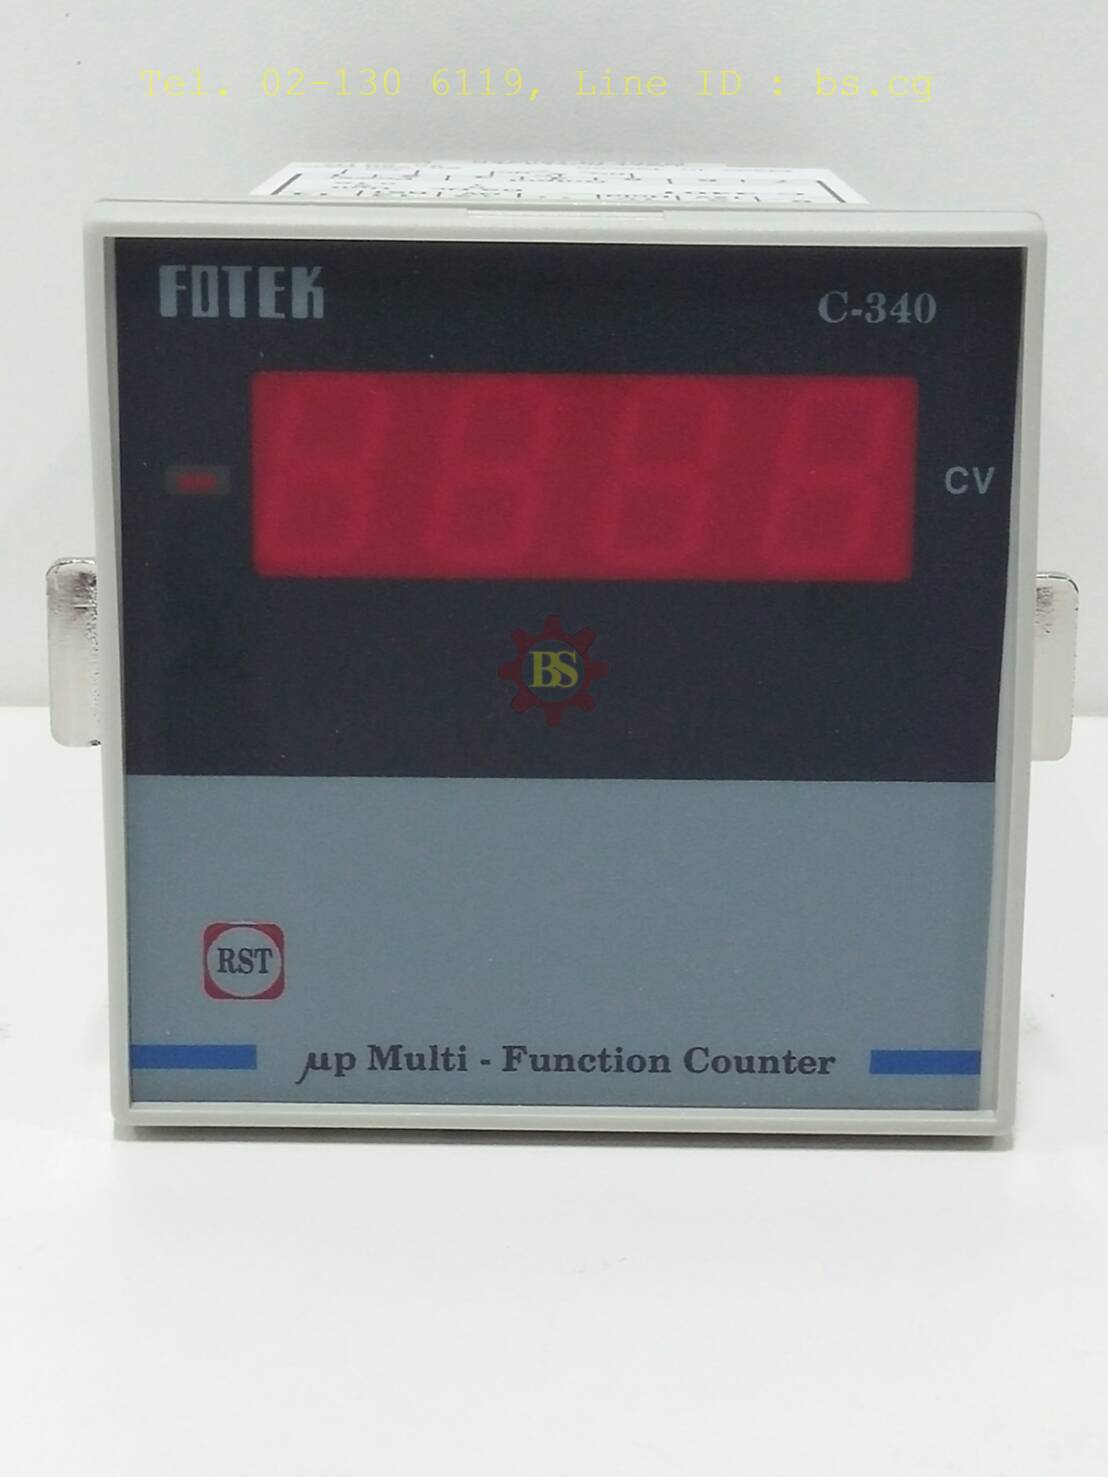 Tel. 02-130 6119, Line ID : bs.cg
FOTEK
C-340
CV
BS
RST
µp Multi - Function Counter